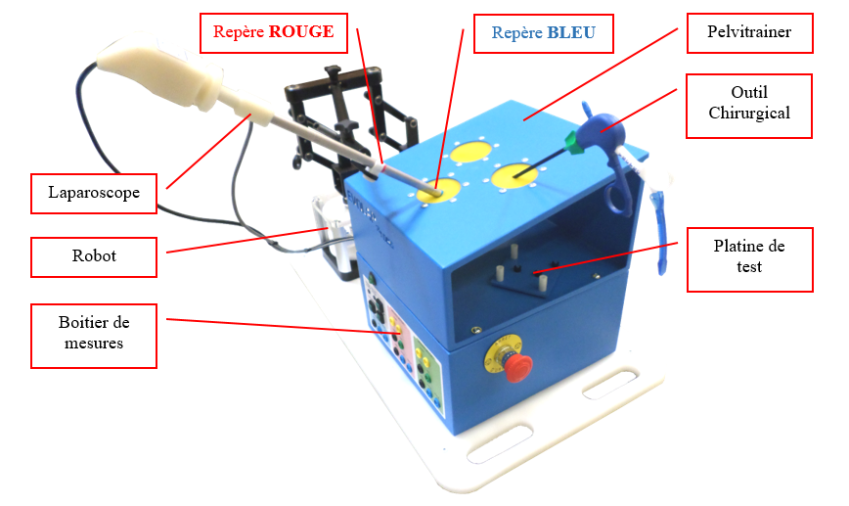 Repère ROUGE
Repère BLEU
Pelvitrainer
Outil
Chirurgical
Laparoscope
Robot
Platine de
test
Boitier de
mesures